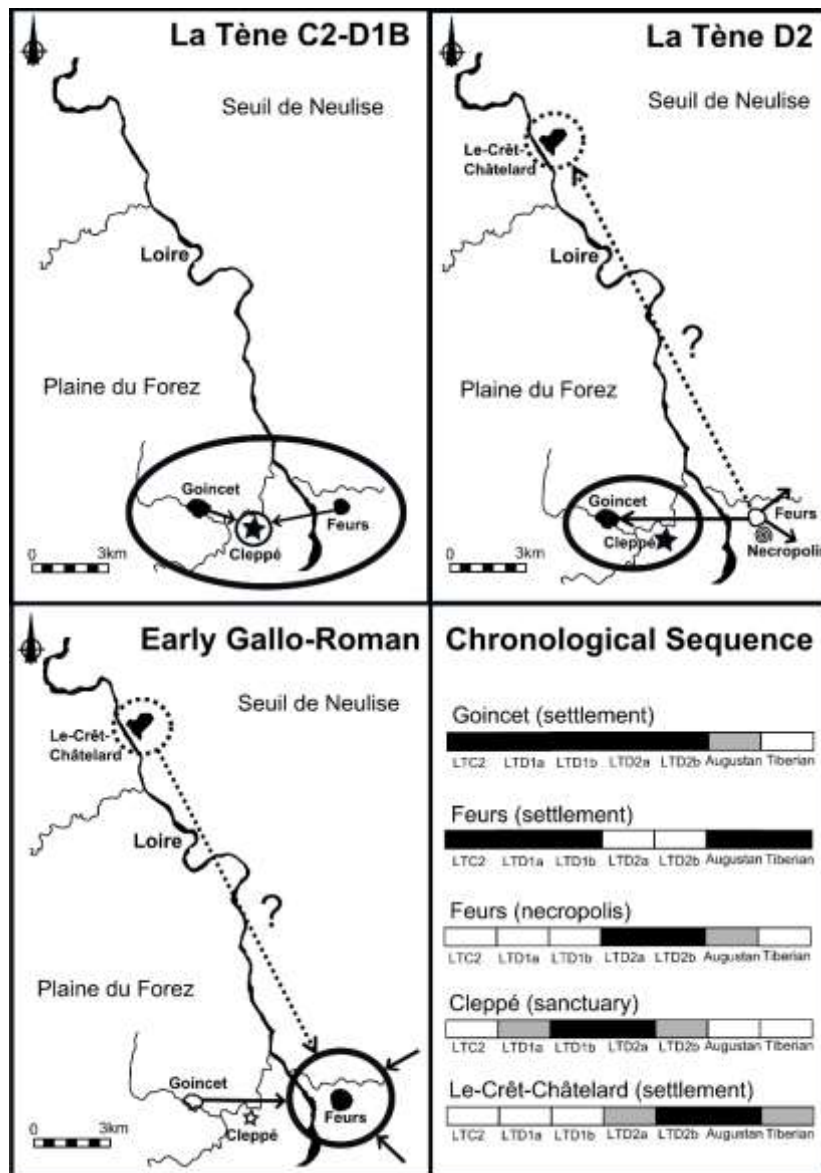 La Tène C2-D1B
Seuil de Neulise
Loire
Plaine du Forez
Goincet
Feurs
Cleppé
0 3km
La Tène D2
Seuil de Neulise
Le-Crêt-
Châtelard
Loire
?
Plaine du Forez
Goincet
Feurs
Cleppé
Necropolis
0 3km
Early Gallo-Roman
Seuil de Neulise
Le-Crêt-
Châtelard
Loire
?
Plaine du Forez
Goincet
Feurs
Cleppé
0 3km
Chronological Sequence
Goincet (settlement)
LTC2 LTD1a LTD1b LTD2a LTD2b Augustan Tiberian
Feurs (settlement)
LTC2 LTD1a LTD1b LTD2a LTD2b Augustan Tiberian
Feurs (necropolis)
LTC2 LTD1a LTD1b LTD2a LTD2b Augustan Tiberian
Cleppé (sanctuary)
LTC2 LTD1a LTD1b LTD2a LTD2b Augustan Tiberian
Le-Crêt-Châtelard (settlement)
LTC2 LTD1a LTD1b LTD2a LTD2b Augustan Tiberian